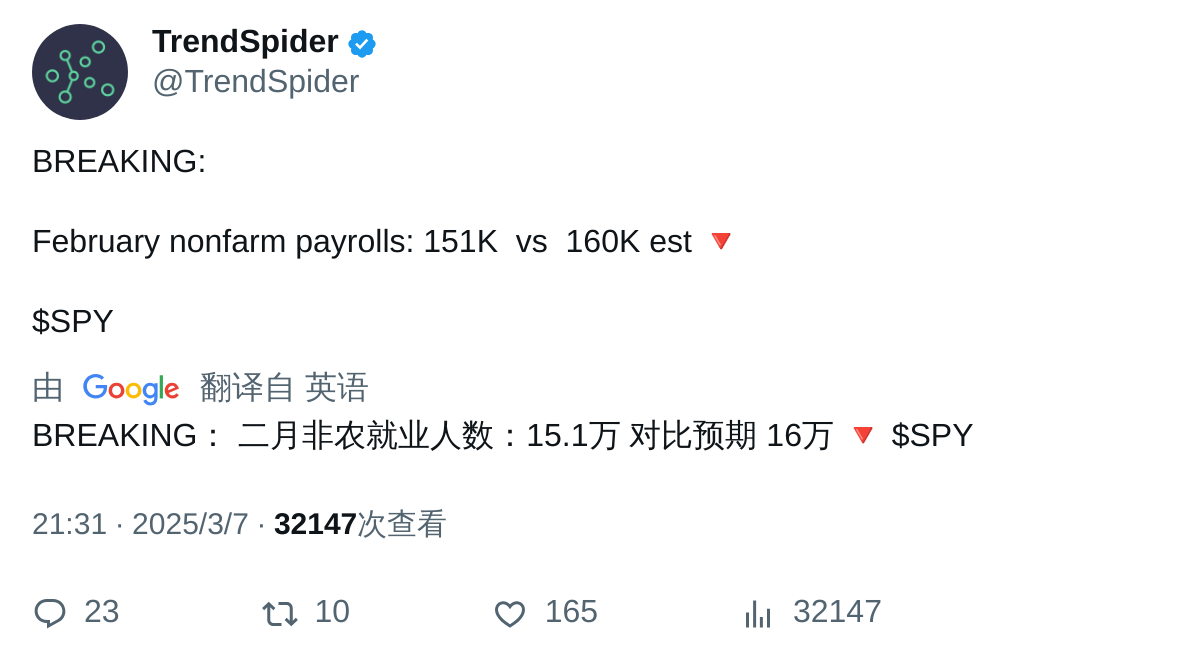 TrendSpider
@TrendSpider
BREAKING:
February nonfarm payrolls: 151K  vs  160K est 🔻
$SPY
由 Google 翻译自 英语
BREAKING： 二月非农就业人数：15.1万 对比预期 16万 🔻 $SPY
21:31 · 2025/3/7 · 32147次查看
23 10 165 32147